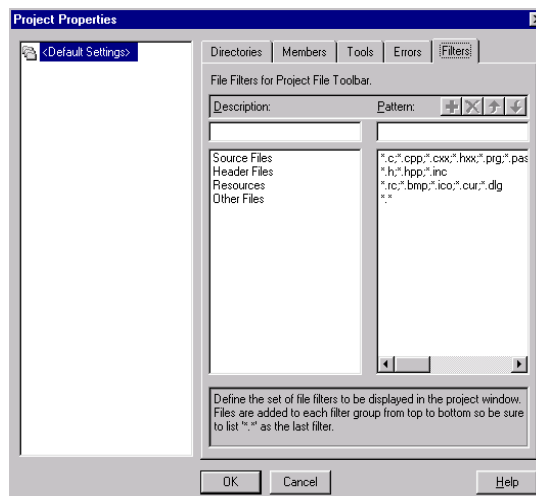 Project Properties
<Default Settings>
Directories
Members
Tools
Errors
Filters
File Filters for Project File Toolbar.
Description:
Pattern:
Source Files
*.c;*.cpp;*.cxx;*.hxx;*.prg;*.pas
Header Files
*.h;*.hpp;*.inc
Resources
*.rc;*.bmp;*.ico;*.cur;*.dlg
Other Files
*.*
Define the set of file filters to be displayed in the project window.
Files are added to each filter group from top to bottom so be sure
to list '*.*' as the last filter.
OK
Cancel
Help